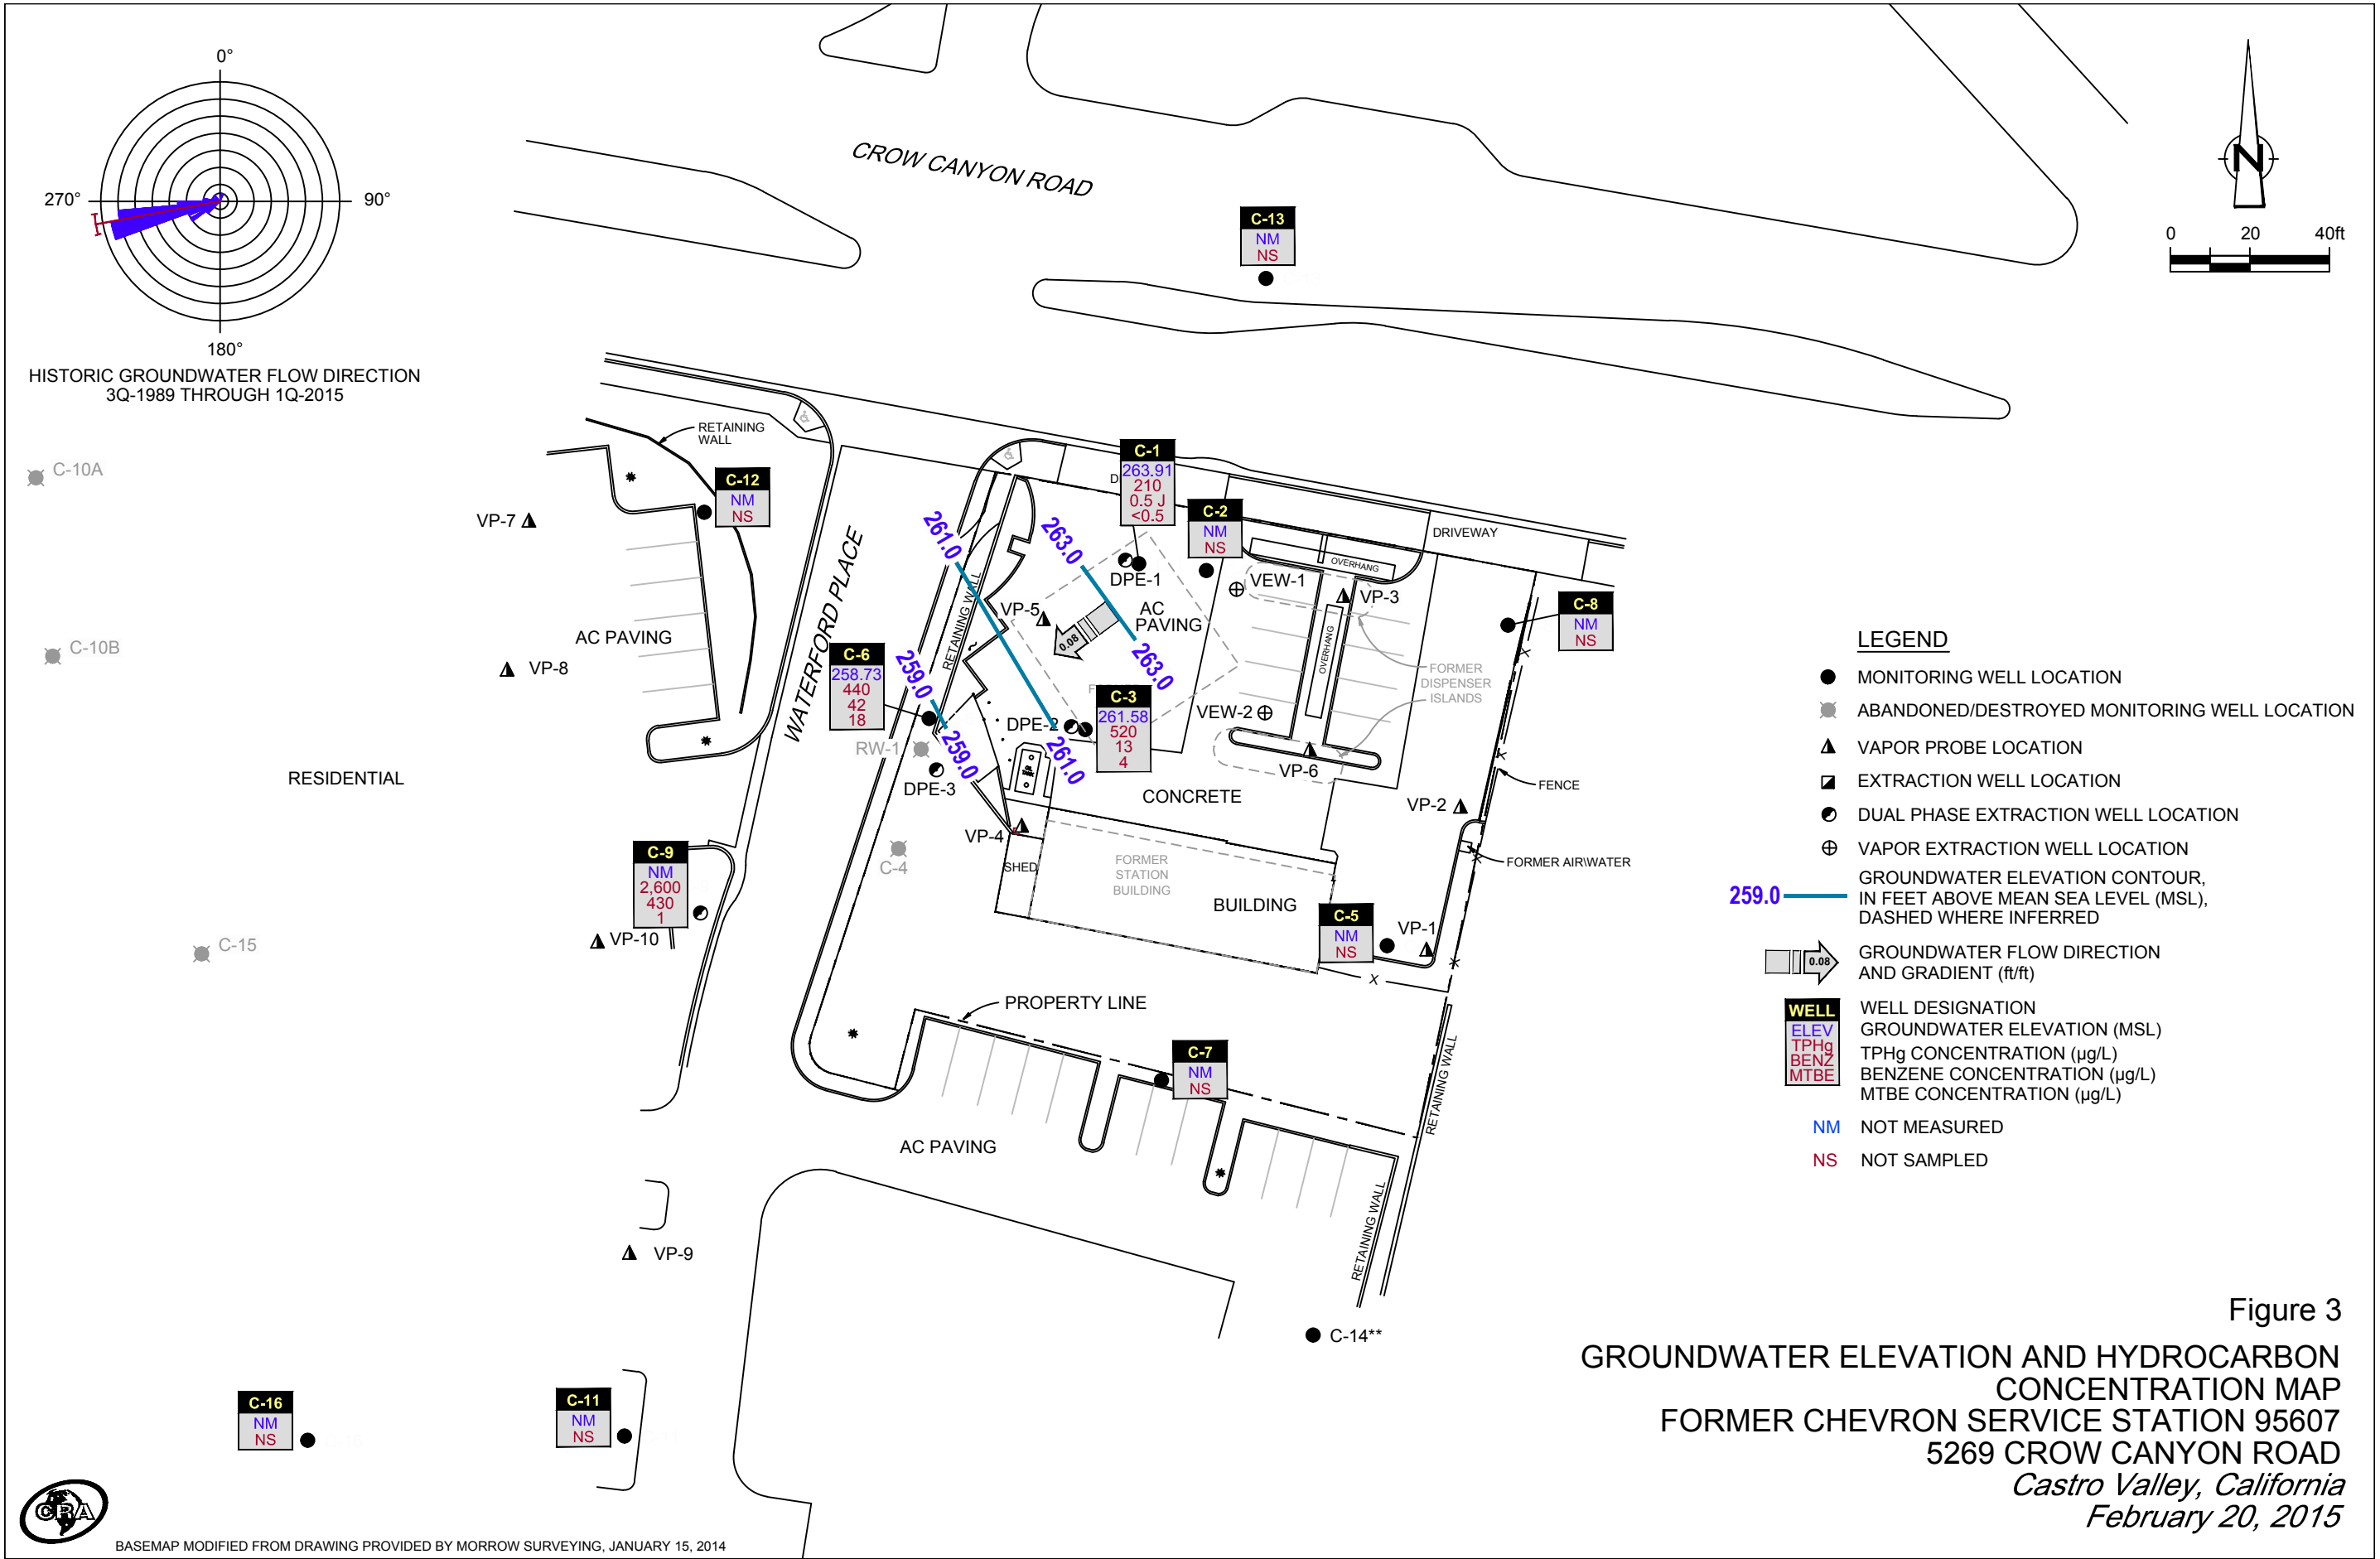 0°
270°
90°
180°
HISTORIC GROUNDWATER FLOW DIRECTION
3Q-1989 THROUGH 1Q-2015
CROW CANYON ROAD
N
0 20 40ft
C-13
NM
NS
RETAINING
WALL
C-10A
C-12
NM
NS
VP-7
C-10B
AC PAVING
VP-8
WATERFORD PLACE
RESIDENTIAL
C-1
263.91
210
0.5 J
<0.5
D
C-2
NM
NS
DRIVEWAY
OVERHANG
261.0
263.0
DPE-1
VEW-1
VP-3
VP-5
AC
PAVING
RETAINING WALL
0.08
OVERHANG
C-8
NM
NS
C-6
258.73
440
42
18
259.0
263.0
F
FORMER
DISPENSER
ISLANDS
C-3
261.58
520
13
4
DPE-2
VEW-2
RW-1
259.0
261.0
DPE-3
VP-6
FENCE
CONCRETE
VP-2
VP-4
C-4
SHED
FORMER
STATION
BUILDING
BUILDING
FORMER AIR\WATER
C-9
NM
2,600
430
1
VP-10
C-15
C-5
NM
NS
VP-1
PROPERTY LINE
C-7
NM
NS
RETAINING WALL
AC PAVING
RETAINING WALL
VP-9
C-14**
C-16
NM
NS
C-11
NM
NS
LEGEND
MONITORING WELL LOCATION
ABANDONED/DESTROYED MONITORING WELL LOCATION
VAPOR PROBE LOCATION
EXTRACTION WELL LOCATION
DUAL PHASE EXTRACTION WELL LOCATION
VAPOR EXTRACTION WELL LOCATION
259.0
GROUNDWATER ELEVATION CONTOUR,
IN FEET ABOVE MEAN SEA LEVEL (MSL),
DASHED WHERE INFERRED
0.08
GROUNDWATER FLOW DIRECTION
AND GRADIENT (ft/ft)
WELL WELL DESIGNATION
ELEV GROUNDWATER ELEVATION (MSL)
TPHg TPHg CONCENTRATION (µg/L)
BENZ BENZENE CONCENTRATION (µg/L)
MTBE MTBE CONCENTRATION (µg/L)
NM NOT MEASURED
NS NOT SAMPLED
Figure 3
GROUNDWATER ELEVATION AND HYDROCARBON
CONCENTRATION MAP
FORMER CHEVRON SERVICE STATION 95607
5269 CROW CANYON ROAD
Castro Valley, California
February 20, 2015
CRA
BASEMAP MODIFIED FROM DRAWING PROVIDED BY MORROW SURVEYING, JANUARY 15, 2014